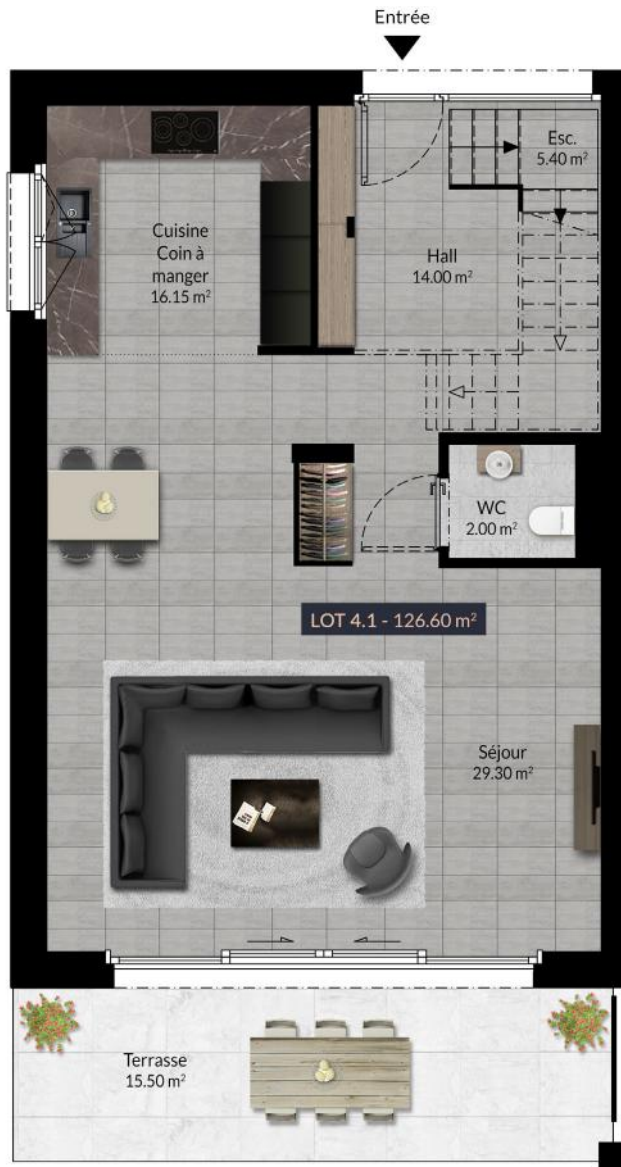 Entrée
Esc.
5.40 m²
Cuisine
Coin à
manger
16.15 m²
Hall
14.00 m²
WC
2.00 m²
LOT 4.1 - 126.60 m²
Séjour
29.30 m²
Terrasse
15.50 m²